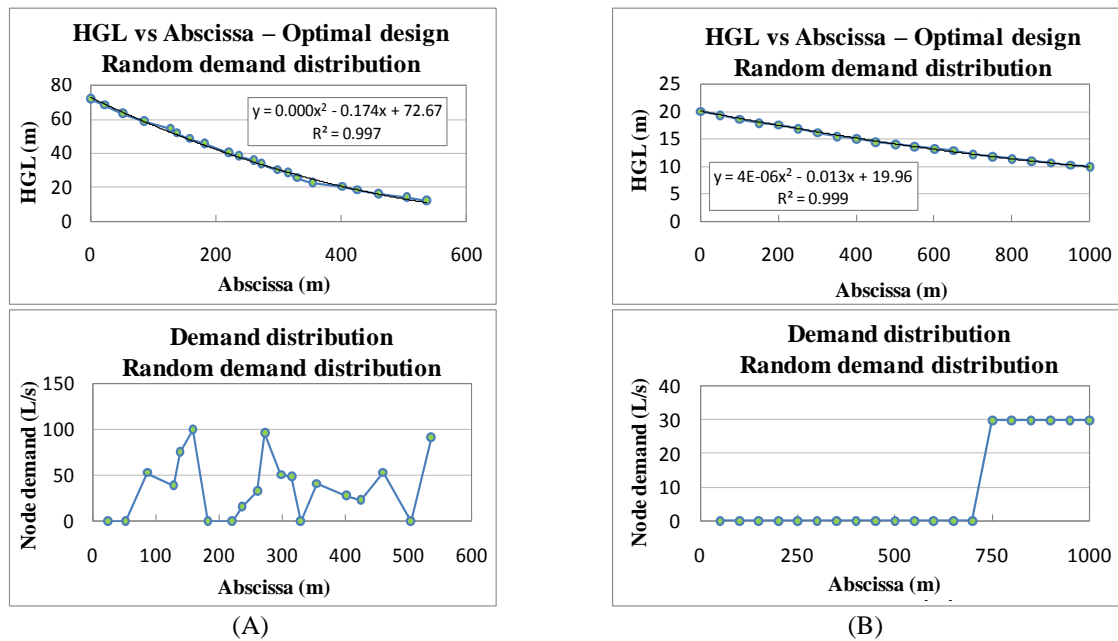 HGL vs Abscissa – Optimal design
Random demand distribution
HGL (m)
80
60
40
20
0
y = 0.000x² - 0.174x + 72.67
R² = 0.997
0 200 400 600
Abscissa (m)
Demand distribution
Random demand distribution
Node demand (L/s)
150
100
50
0
0 100 200 300 400 500 600
Abscissa (m)
(A)
HGL vs Abscissa – Optimal design
Random demand distribution
HGL (m)
25
20
15
10
5
0
y = 4E-06x² - 0.013x + 19.96
R² = 0.999
0 200 400 600 800 1000
Abscissa (m)
Demand distribution
Random demand distribution
Node demand (L/s)
40
30
20
10
0
0 250 500 750 1000
Abscissa (m)
(B)